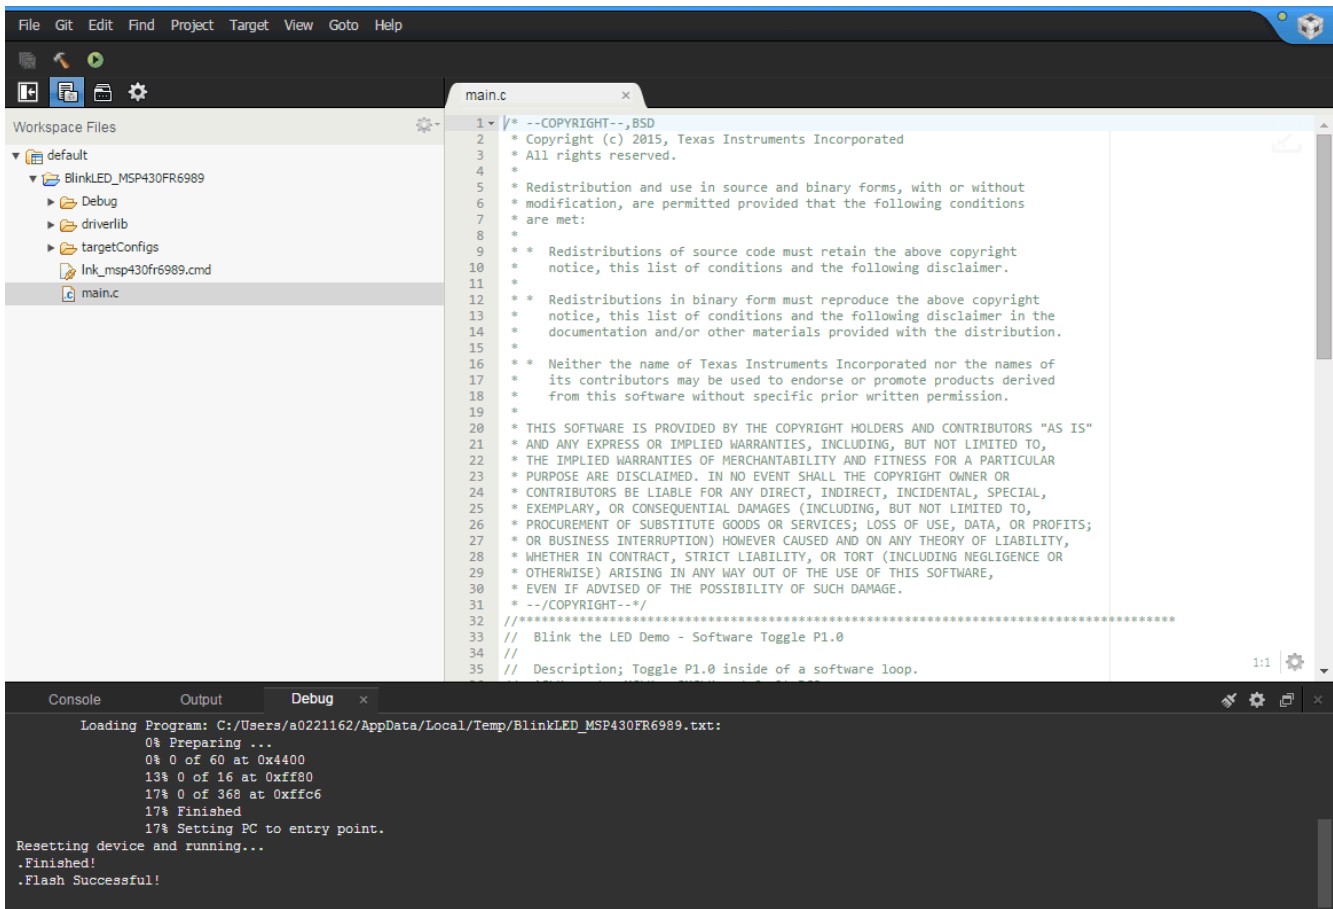 File Git Edit Find Project Target View Goto Help
main.c ×
Workspace Files
default
BlinkLED_MSP430FR6989
Debug
driverlib
targetConfigs
lnk_msp430fr6989.cmd
main.c
1 /* --COPYRIGHT--,BSD
2 * Copyright (c) 2015, Texas Instruments Incorporated
3 * All rights reserved.
4 *
5 * Redistribution and use in source and binary forms, with or without
6 * modification, are permitted provided that the following conditions
7 * are met:
8 *
9 * * Redistributions of source code must retain the above copyright
10 * notice, this list of conditions and the following disclaimer.
11 *
12 * * Redistributions in binary form must reproduce the above copyright
13 * notice, this list of conditions and the following disclaimer in the
14 * documentation and/or other materials provided with the distribution.
15 *
16 * * Neither the name of Texas Instruments Incorporated nor the names of
17 * its contributors may be used to endorse or promote products derived
18 * from this software without specific prior written permission.
19 *
20 * THIS SOFTWARE IS PROVIDED BY THE COPYRIGHT HOLDERS AND CONTRIBUTORS "AS IS"
21 * AND ANY EXPRESS OR IMPLIED WARRANTIES, INCLUDING, BUT NOT LIMITED TO,
22 * THE IMPLIED WARRANTIES OF MERCHANTABILITY AND FITNESS FOR A PARTICULAR
23 * PURPOSE ARE DISCLAIMED. IN NO EVENT SHALL THE COPYRIGHT OWNER OR
24 * CONTRIBUTORS BE LIABLE FOR ANY DIRECT, INDIRECT, INCIDENTAL, SPECIAL,
25 * EXEMPLARY, OR CONSEQUENTIAL DAMAGES (INCLUDING, BUT NOT LIMITED TO,
26 * PROCUREMENT OF SUBSTITUTE GOODS OR SERVICES; LOSS OF USE, DATA, OR PROFITS;
27 * OR BUSINESS INTERRUPTION) HOWEVER CAUSED AND ON ANY THEORY OF LIABILITY,
28 * WHETHER IN CONTRACT, STRICT LIABILITY, OR TORT (INCLUDING NEGLIGENCE OR
29 * OTHERWISE) ARISING IN ANY WAY OUT OF THE USE OF THIS SOFTWARE,
30 * EVEN IF ADVISED OF THE POSSIBILITY OF SUCH DAMAGE.
31 * --/COPYRIGHT--*/
32 //******************************************************************************
33 // Blink the LED Demo - Software Toggle P1.0
34 //
35 // Description; Toggle P1.0 inside of a software loop.
1:1
Console Output Debug ×
Loading Program: C:/Users/a0221162/AppData/Local/Temp/BlinkLED_MSP430FR6989.txt:
0% Preparing ...
0% 0 of 60 at 0x4400
13% 0 of 16 at 0xff80
17% 0 of 368 at 0xffc6
17% Finished
17% Setting PC to entry point.
Resetting device and running...
.Finished!
.Flash Successful!